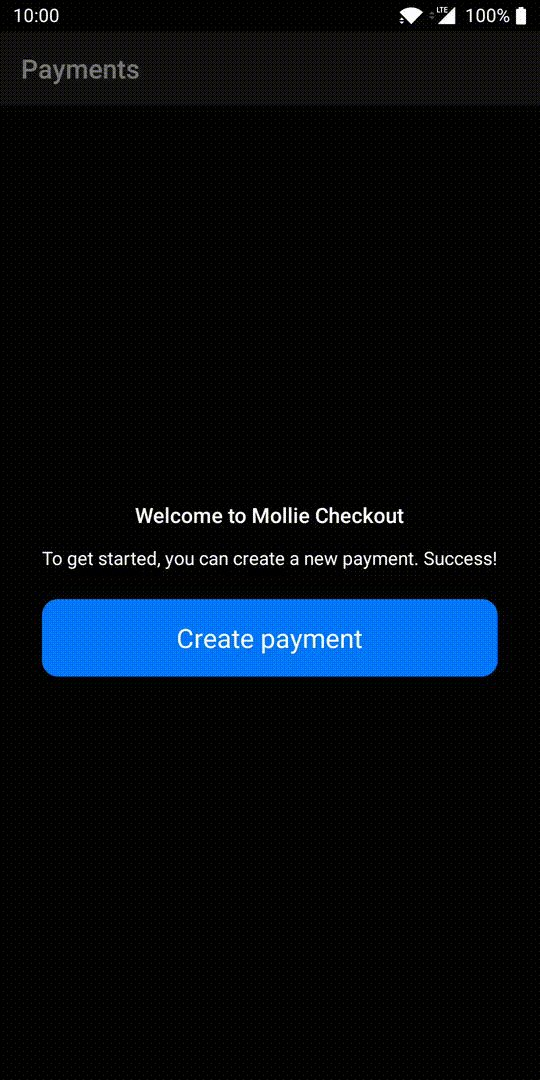 10:00 LTE 100%
Payments
Welcome to Mollie Checkout
To get started, you can create a new payment. Success!
Create payment